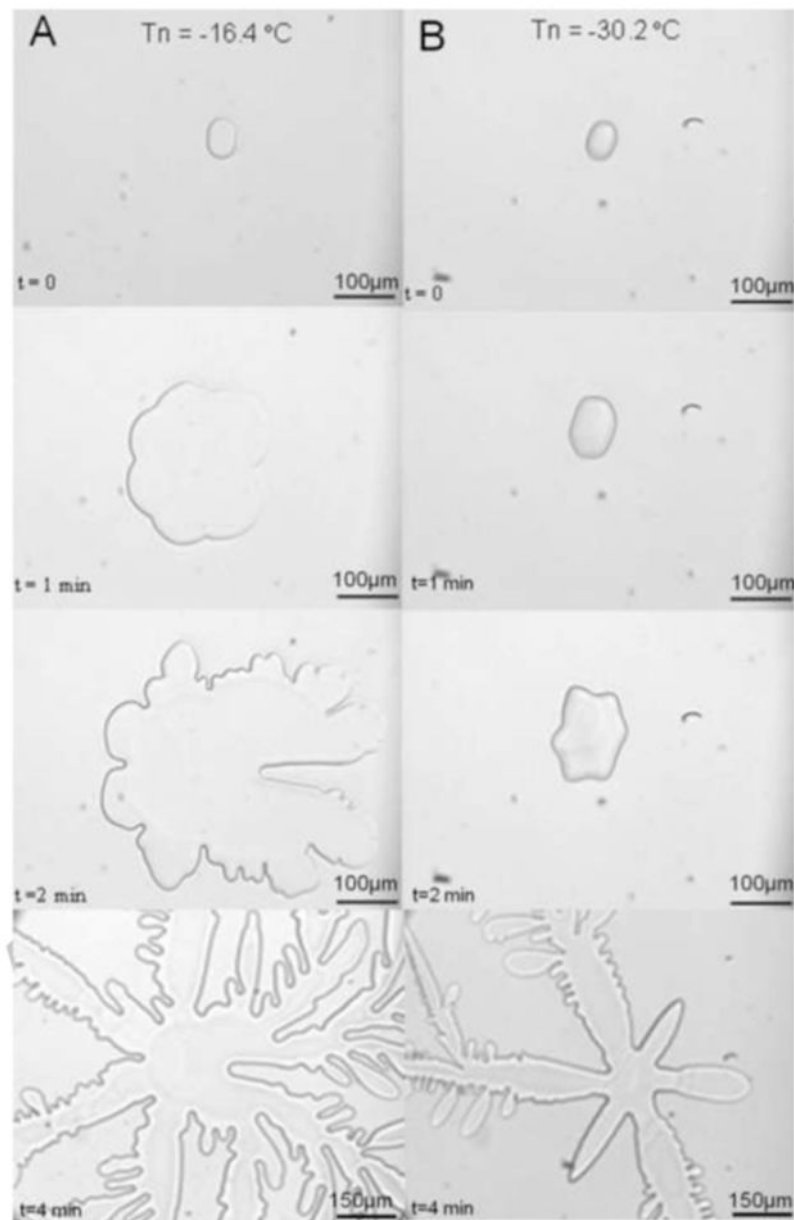 A
Tn = -16.4 °C
B
Tn = -30.2 °C
t = 0
100µm
t = 0
100µm
t = 1 min
100µm
t=1 min
100µm
t =2 min
100µm
t=2 min
100µm
t=4 min
150µm
t=4 min
150µm